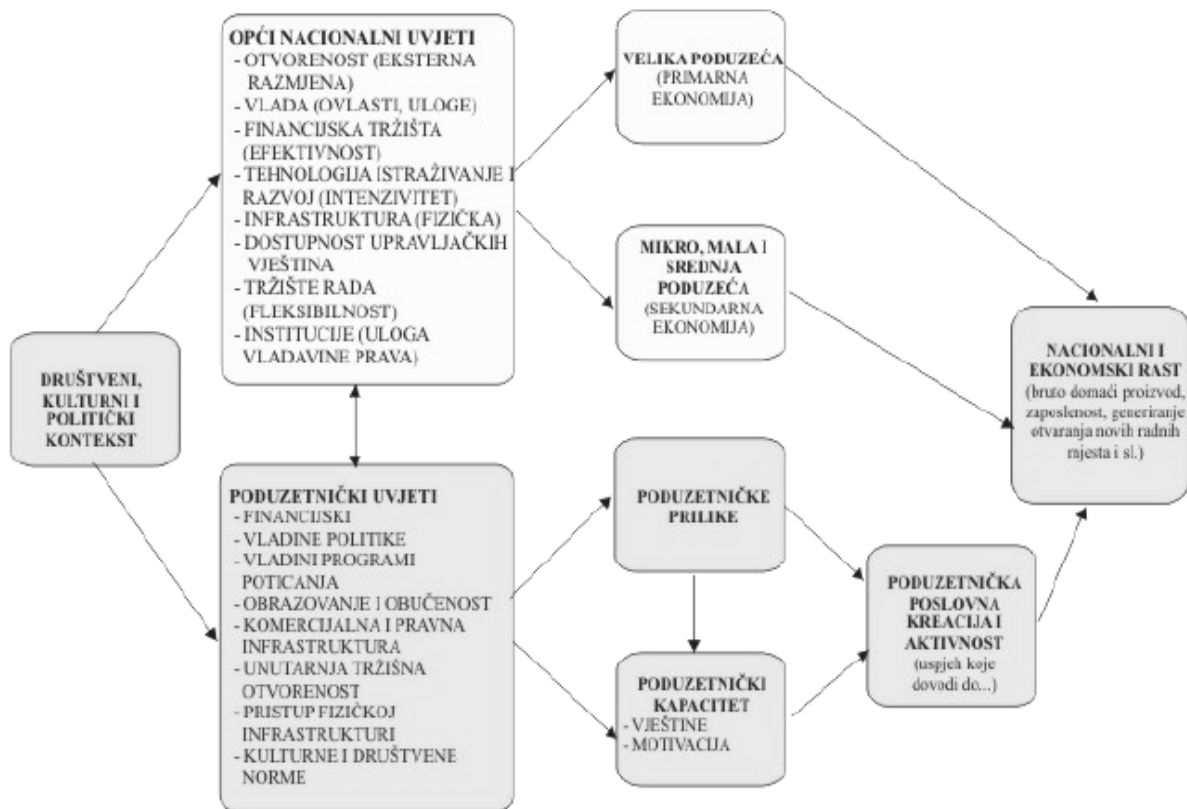 OPĆI NACIONALNI UVJETI
- OTVORENOST (EKSTERNA
RAZMJENA)
- VLADA (OVLASTI, ULOGE)
- FINANCIJSKA TRŽIŠTA
(EFEKTIVNOST)
- TEHNOLOGIJA ISTRAŽIVANJE I
RAZVOJ (INTENZIVITET)
- INFRASTRUKTURA (FIZIČKA)
- DOSTUPNOST UPRAVLJAČKIH
VJEŠTINA
- TRŽIŠTE RADA
(FLEKSIBILNOST)
- INSTITUCIJE (ULOGA
VLADAVINE PRAVA)
VELIKA PODUZEĆA
(PRIMARNA
EKONOMIJA)
MIKRO, MALA I
SREDNJA
PODUZEĆA
(SEKUNDARNA
EKONOMIJA)
DRUŠTVENI,
KULTURNI I
POLITIČKI
KONTEKST
NACIONALNI I
EKONOMSKI RAST
(bruto domaći proizvod,
zaposlenost, generiranje
otvaranja novih radnih
mjesta i sl.)
PODUZETNIČKI UVJETI
- FINANCIJSKI
- VLADINE POLITIKE
- VLADINI PROGRAMI
POTICANJA
- OBRAZOVANJE I OBUČENOST
- KOMERCIJALNA I PRAVNA
INFRASTRUKTURA
- UNUTARNJA TRŽIŠNA
OTVORENOST
- PRISTUP FIZIČKOJ
INFRASTRUKTURI
- KULTURNE I DRUŠTVENE
NORME
PODUZETNIČKE
PRILIKE
PODUZETNIČKI
KAPACITET
- VJEŠTINE
- MOTIVACIJA
PODUZETNIČKA
POSLOVNA
KREACIJA I
AKTIVNOST
(uspjeh koje
dovodi do...)